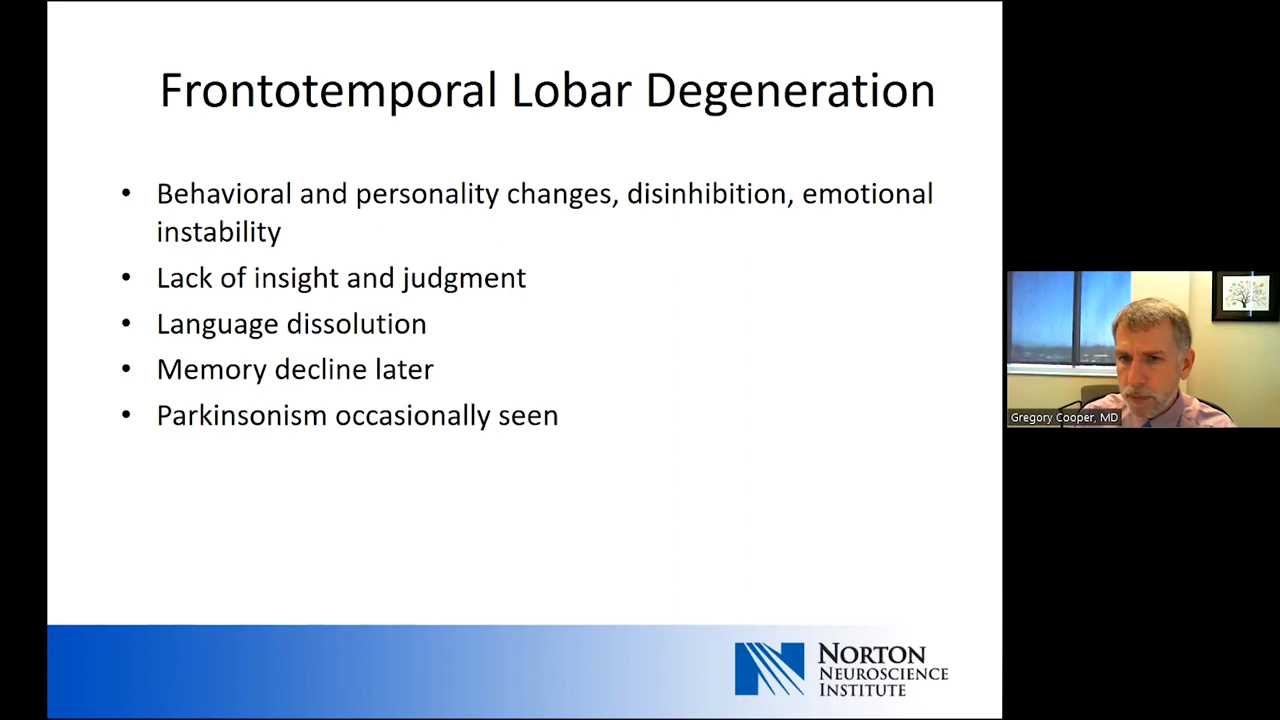 Frontotemporal Lobar Degeneration
• Behavioral and personality changes, disinhibition, emotional
instability
• Lack of insight and judgment
• Language dissolution
• Memory decline later
• Parkinsonism occasionally seen
Gregory Cooper, MD
NORTON
NEUROSCIENCE
INSTITUTE